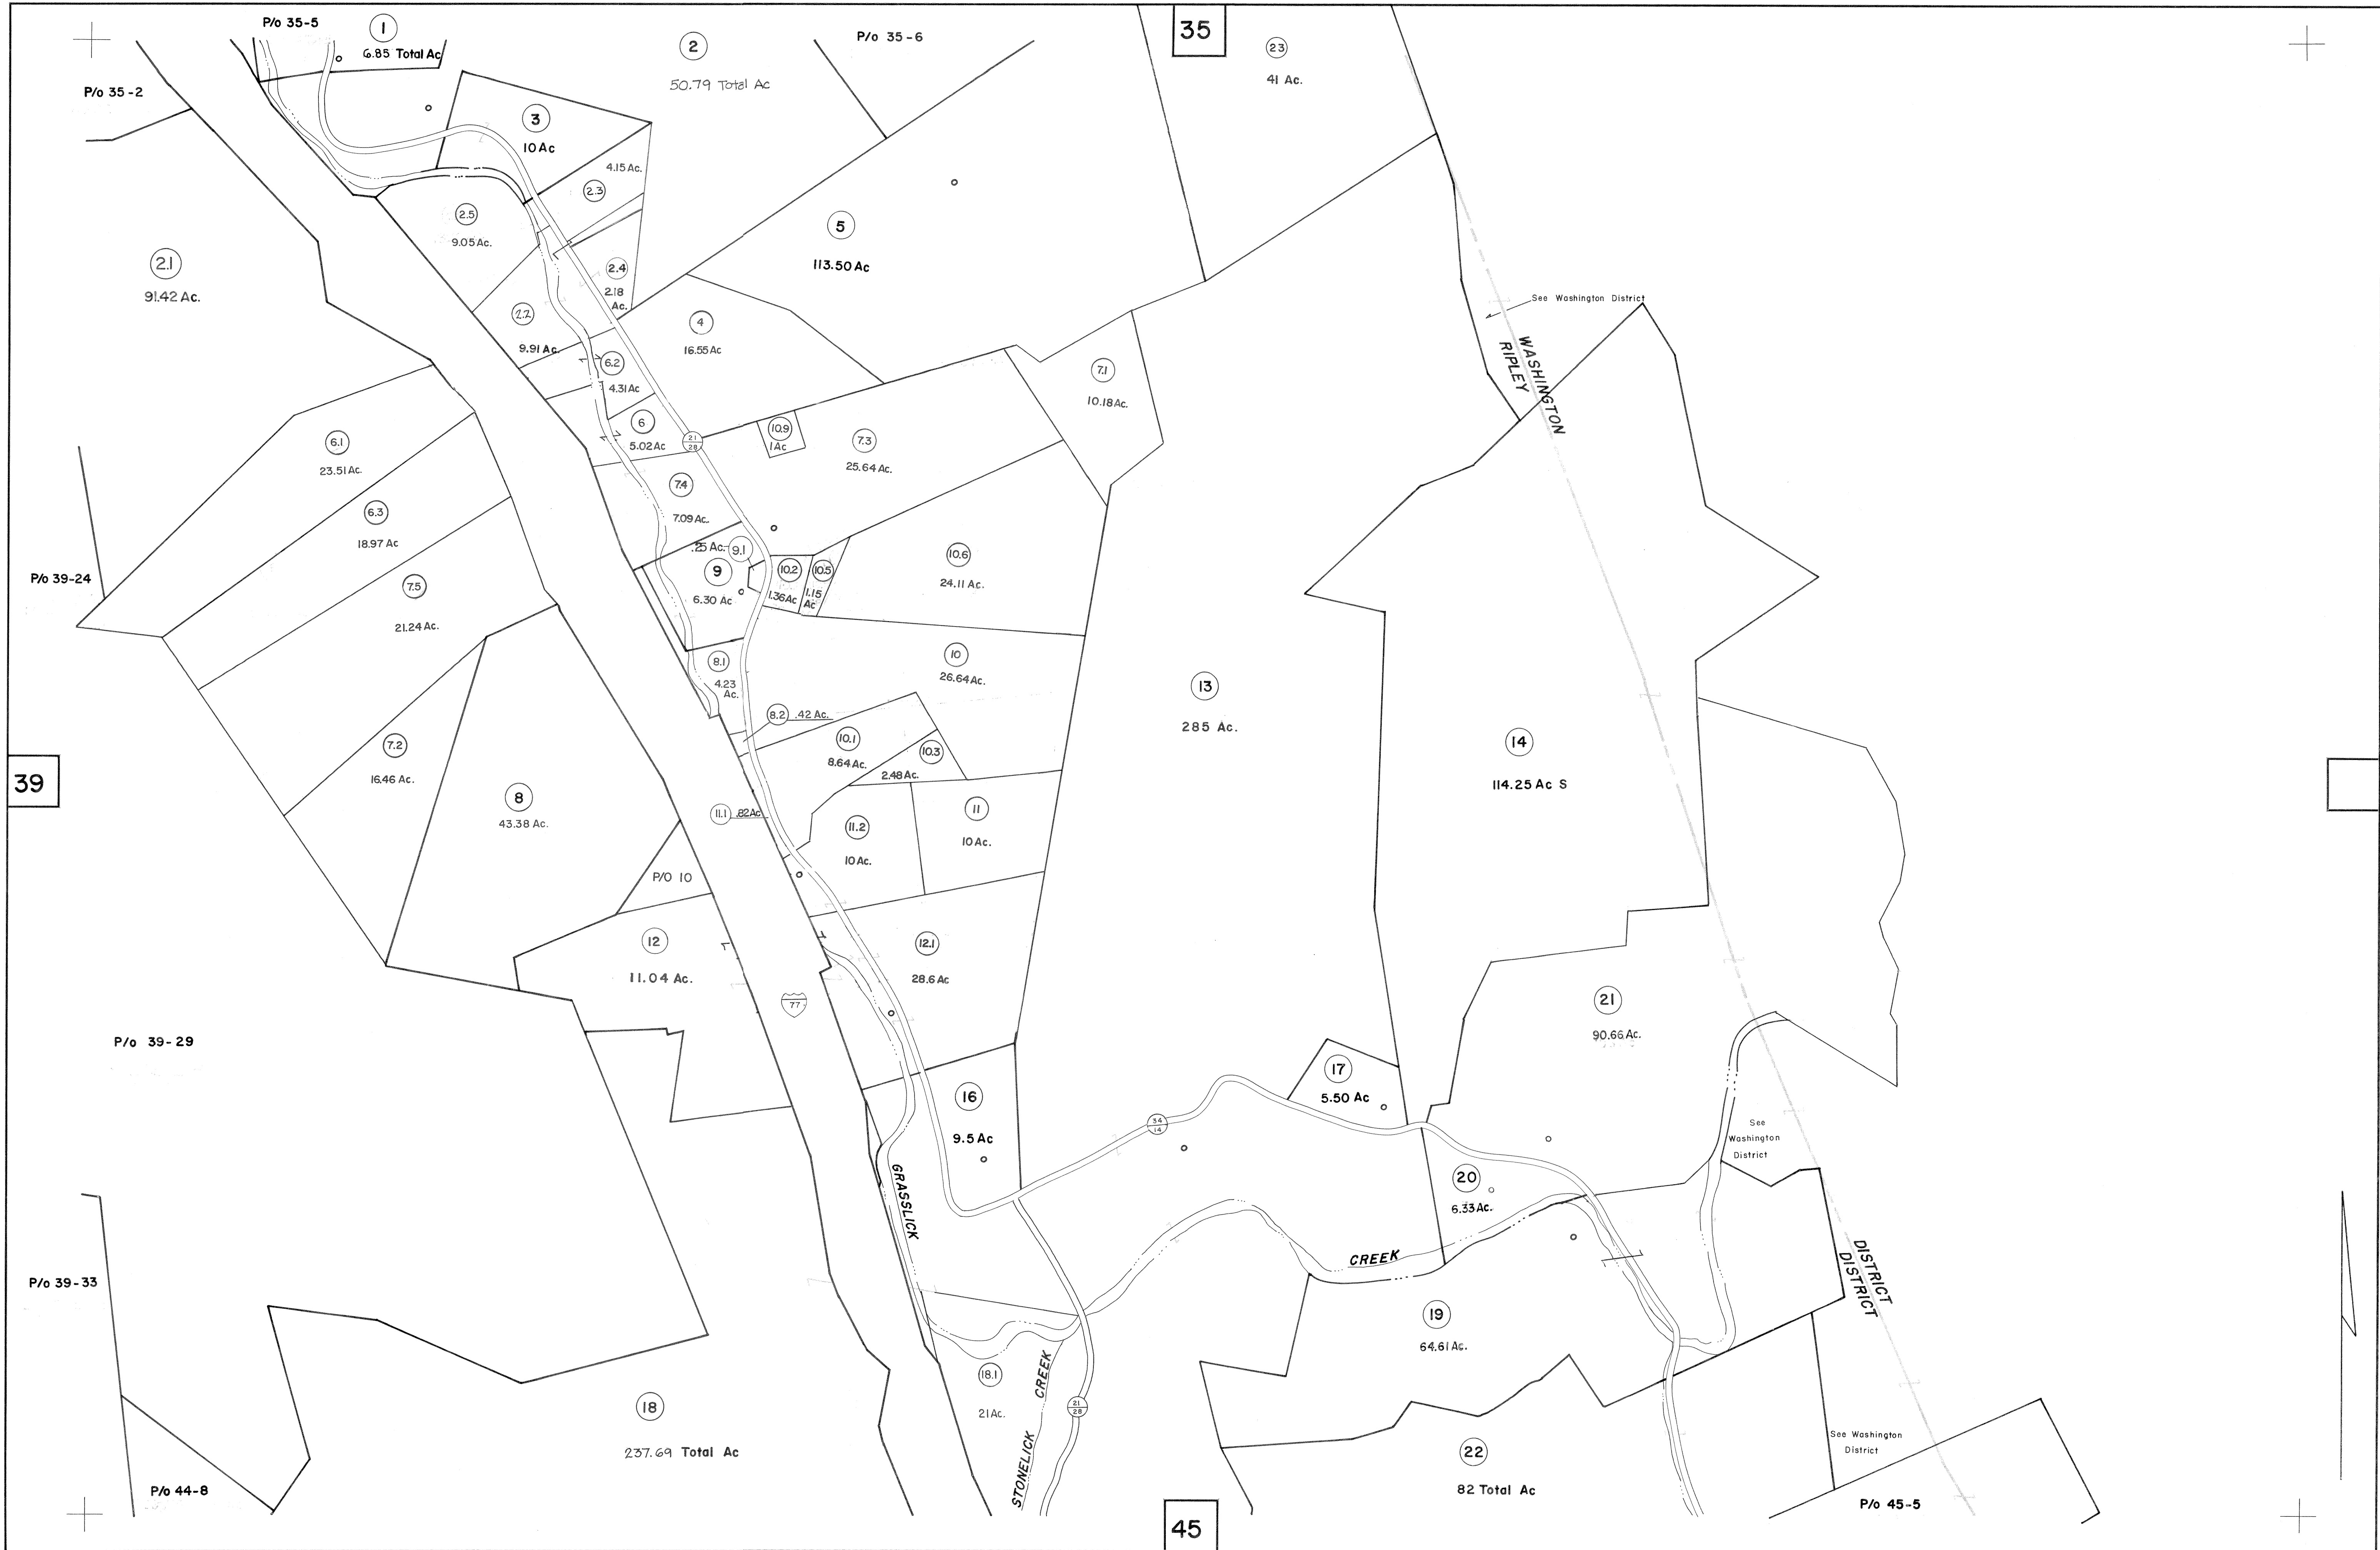 P/o 35-5
1
6.85 Total Ac
2
50.79 Total Ac
P/o 35-6
35
23
41 Ac.
P/o 35-2
3
10 Ac
4.15 Ac.
2.3
2.5
9.05 Ac.
5
113.50 Ac
2.1
91.42 Ac.
2.4
2.18
Ac.
2.2
9.91 Ac.
4
16.55 Ac
See Washington District
WASHINGTON
RIPLEY
6.2
4.31 Ac
7.1
10.18 Ac.
6
5.02 Ac
21
28
10.9
1 Ac
7.3
25.64 Ac.
6.1
23.51 Ac.
7.4
7.09 Ac.
6.3
18.97 Ac
.25 Ac.
9.1
9
6.30 Ac
10.2
1.36 Ac
10.5
1.15
Ac
10.6
24.11 Ac.
P/o 39-24
7.5
21.24 Ac.
8.1
4.23
Ac.
10
26.64 Ac.
13
285 Ac.
8.2 .42 Ac.
10.1
8.64 Ac.
10.3
2.48 Ac.
7.2
16.46 Ac.
14
114.25 Ac S
39
8
43.38 Ac.
11.1 .82 Ac.
11.2
10 Ac.
11
10 Ac.
P/O 10
12
11.04 Ac.
12.1
28.6 Ac
77
21
90.66 Ac.
P/o 39-29
17
5.50 Ac
16
9.5 Ac
34
14
See
Washington
District
GRASSLICK
20
6.33 Ac.
CREEK
DISTRICT
DISTRICT
P/o 39-33
19
64.61 Ac.
18.1
21 Ac.
STONELICK CREEK
21
28
18
237.69 Total Ac
See Washington
District
22
82 Total Ac
P/o 44-8
P/o 45-5
45